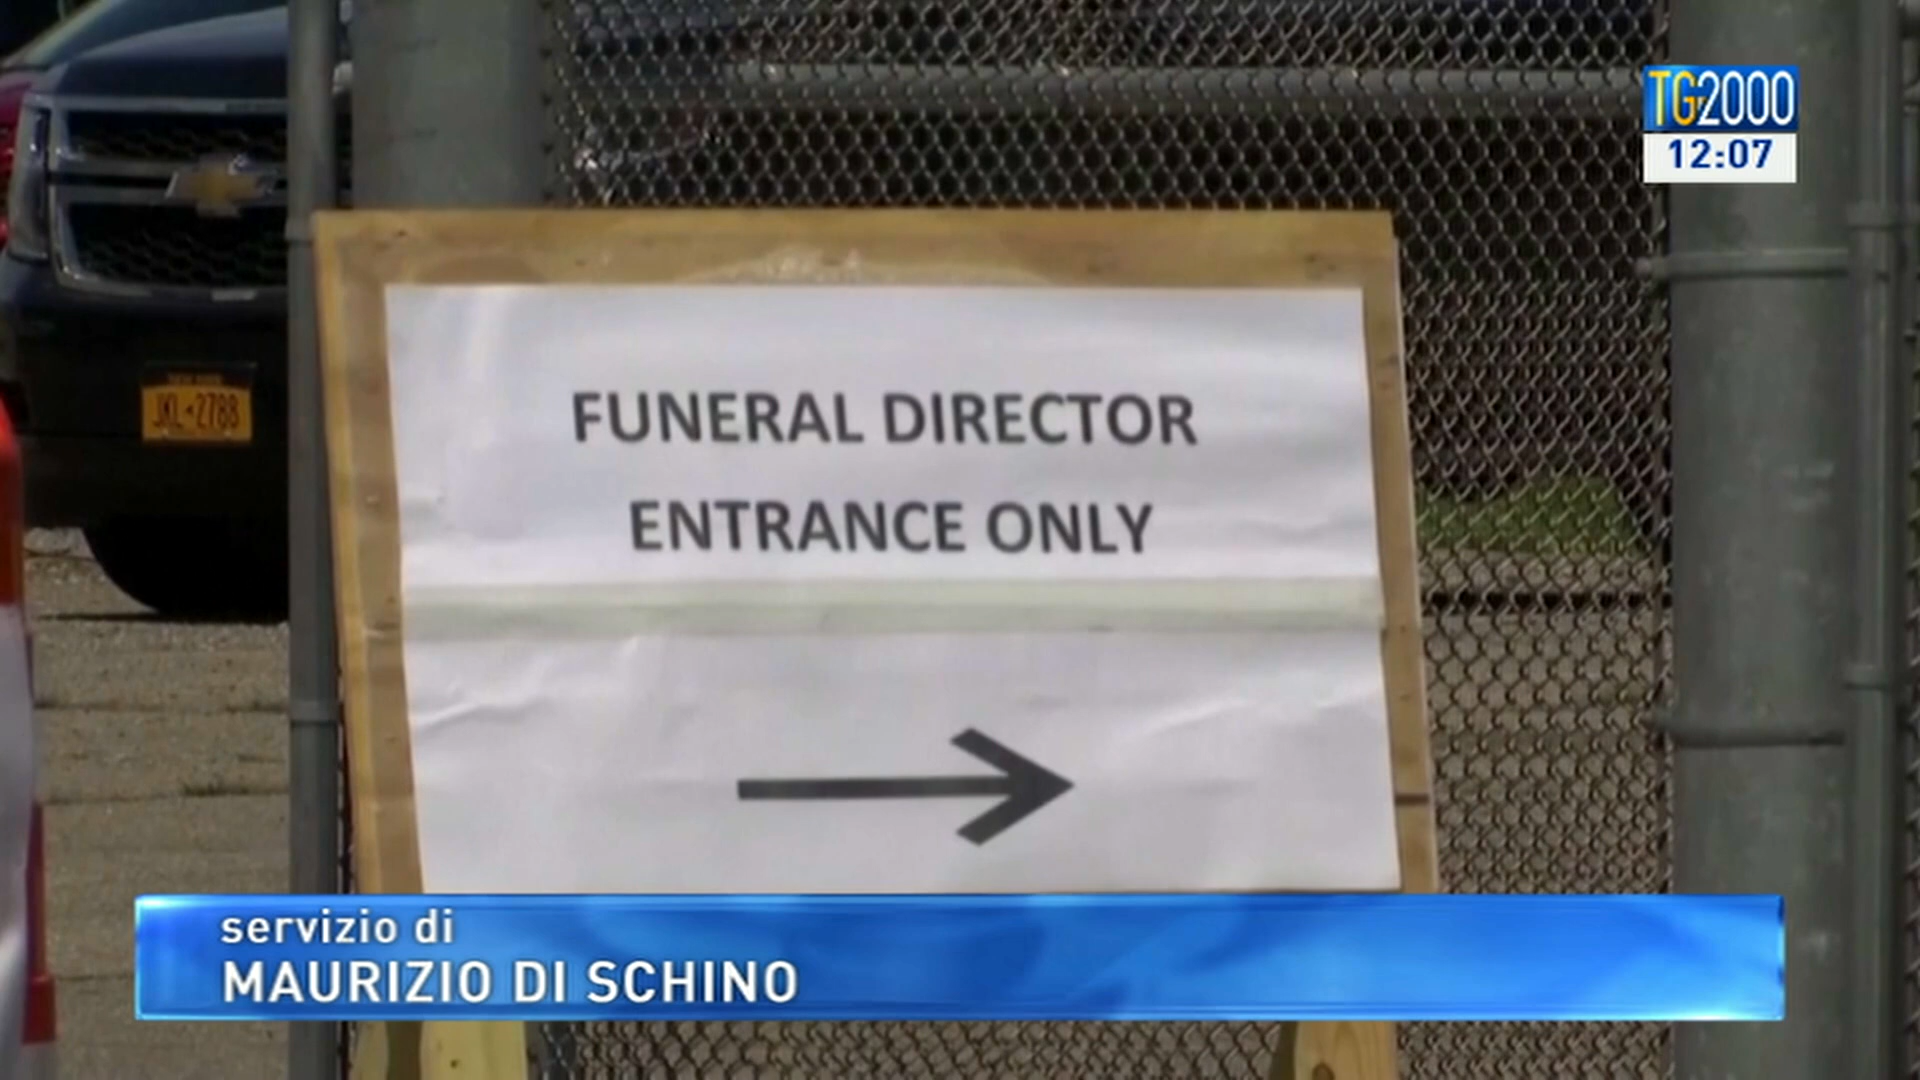 TG2000
12:07
JKL 2788
FUNERAL DIRECTOR
ENTRANCE ONLY
servizio di
MAURIZIO DI SCHINO